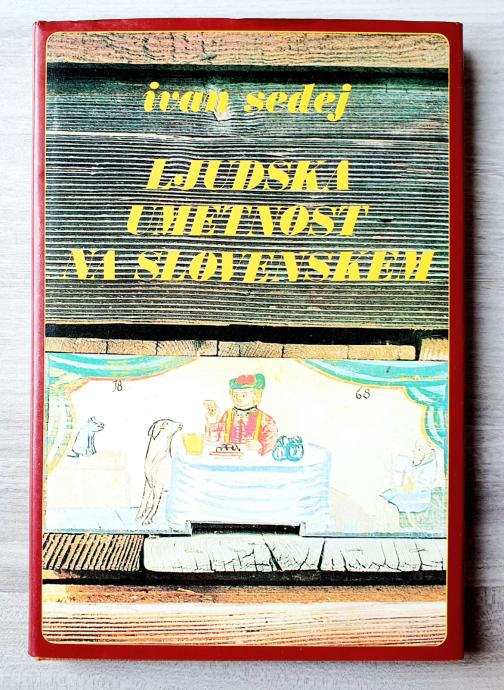 ivan sedej
LJUDSKA
UMETNOST
NA SLOVENSKEM
18 68